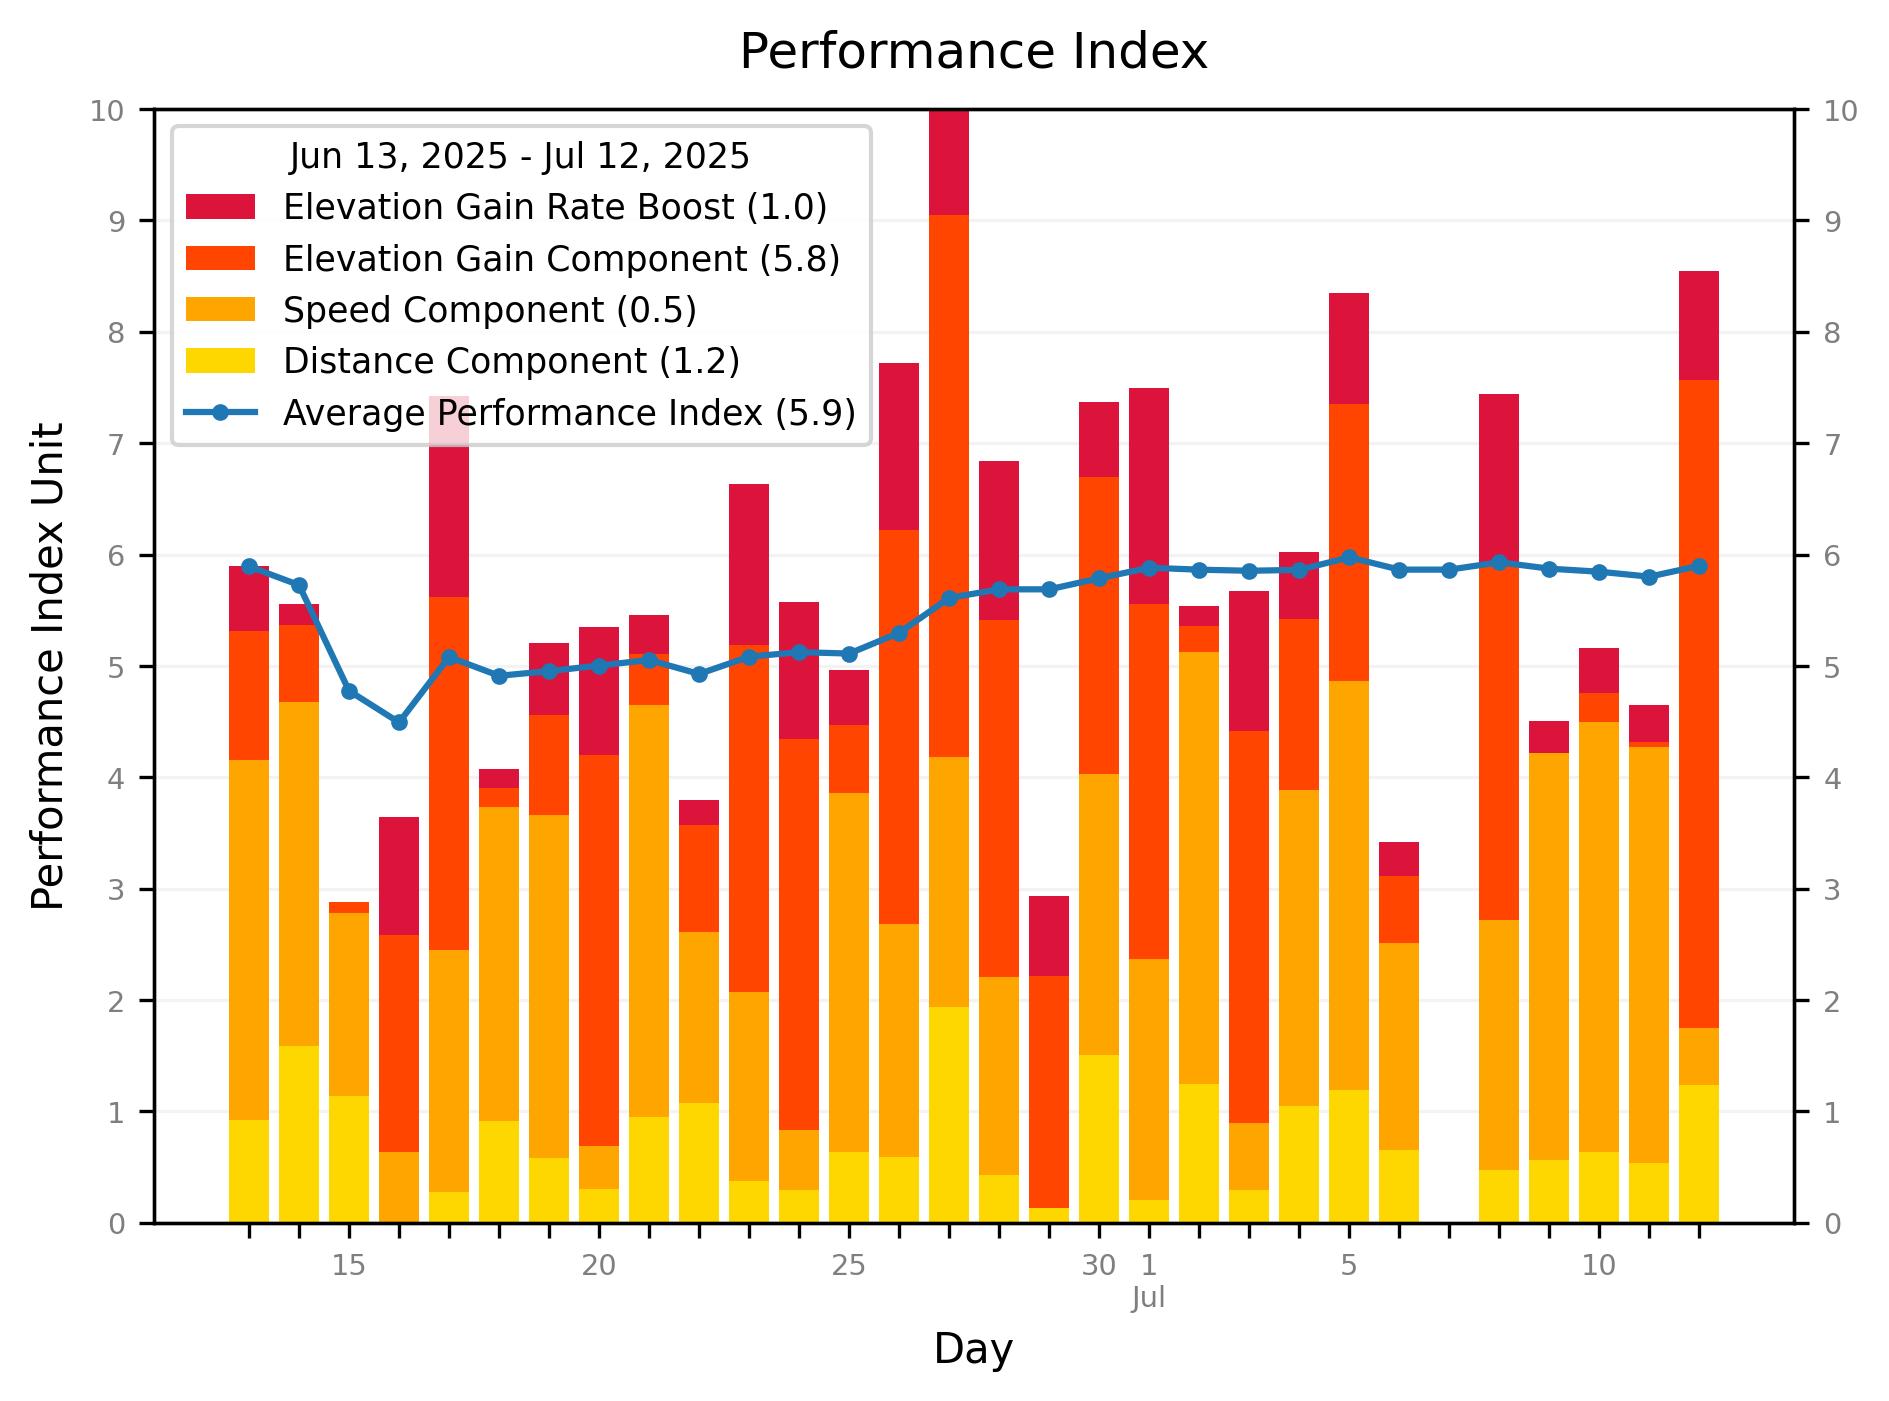 Performance Index
Jun 13, 2025 - Jul 12, 2025
Elevation Gain Rate Boost (1.0)
Elevation Gain Component (5.8)
Speed Component (0.5)
Distance Component (1.2)
Average Performance Index (5.9)
Performance Index Unit
10
9
8
7
6
5
4
3
2
1
0
10
9
8
7
6
5
4
3
2
1
0
15 20 25 30 1 5 10
Jul
Day